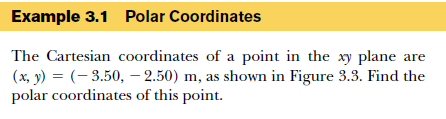 Example 3.1 Polar Coordinates
The Cartesian coordinates of a point in the xy plane are
(x, y) = (− 3.50, − 2.50) m, as shown in Figure 3.3. Find the
polar coordinates of this point.